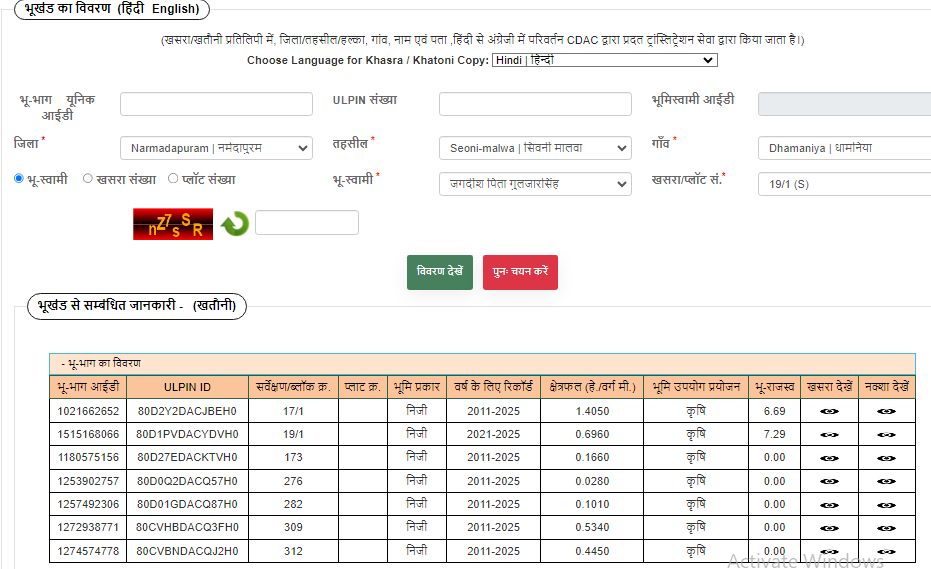 भूखंड का विवरण (हिंदी English)
(खसरा/खतौनी प्रतिलिपी में, जिला/तहसील/हल्का, गांव, नाम एवं पता ,हिंदी से अंग्रेजी में परिवर्तन CDAC द्वारा प्रदत ट्रांस्लिट्रेशन सेवा द्वारा किया जाता है।)
Choose Language for Khasra / Khatoni Copy: Hindi | हिन्दी
भू-भाग यूनिक आईडी ULPIN संख्या भूमिस्वामी आईडी
जिला * Narmadapuram | नर्मदापुरम तहसील * Seoni-malwa | सिवनी मालवा गाँव * Dhamaniya | धामनिया
भू-स्वामी खसरा संख्या प्लॉट संख्या भू-स्वामी * जगदीश पिता गुलजारसिंह खसरा/प्लॉट सं.* 19/1 (S)
nZ7sSR
विवरण देखें पुनः चयन करें
भूखंड से सम्बंधित जानकारी - (खतौनी)
- भू-भाग का विवरण
भू-भाग आईडी ULPIN ID सर्वेक्षण/ब्लॉक क्र. प्लाट क्र. भूमि प्रकार वर्ष के लिए रिकॉर्ड क्षेत्रफल (हे./वर्ग मी.) भूमि उपयोग प्रयोजन भू-राजस्व खसरा देखें नक्शा देखें
1021662652 80D2Y2DACJBEH0 17/1 निजी 2011-2025 1.4050 कृषि 6.69
1515168066 80D1PVDACYDVH0 19/1 निजी 2021-2025 0.6960 कृषि 7.29
1180575156 80D27EDACKTVH0 173 निजी 2011-2025 0.1660 कृषि 0.00
1253902757 80D0Q2DACQ57H0 276 निजी 2011-2025 0.0280 कृषि 0.00
1257492306 80D01GDACQ87H0 282 निजी 2011-2025 0.1010 कृषि 0.00
1272938771 80CVHBDACQ3FH0 309 निजी 2011-2025 0.5340 कृषि 0.00
1274574778 80CVBNDACQJ2H0 312 निजी 2011-2025 0.4450 कृषि 0.00
Activate Windows